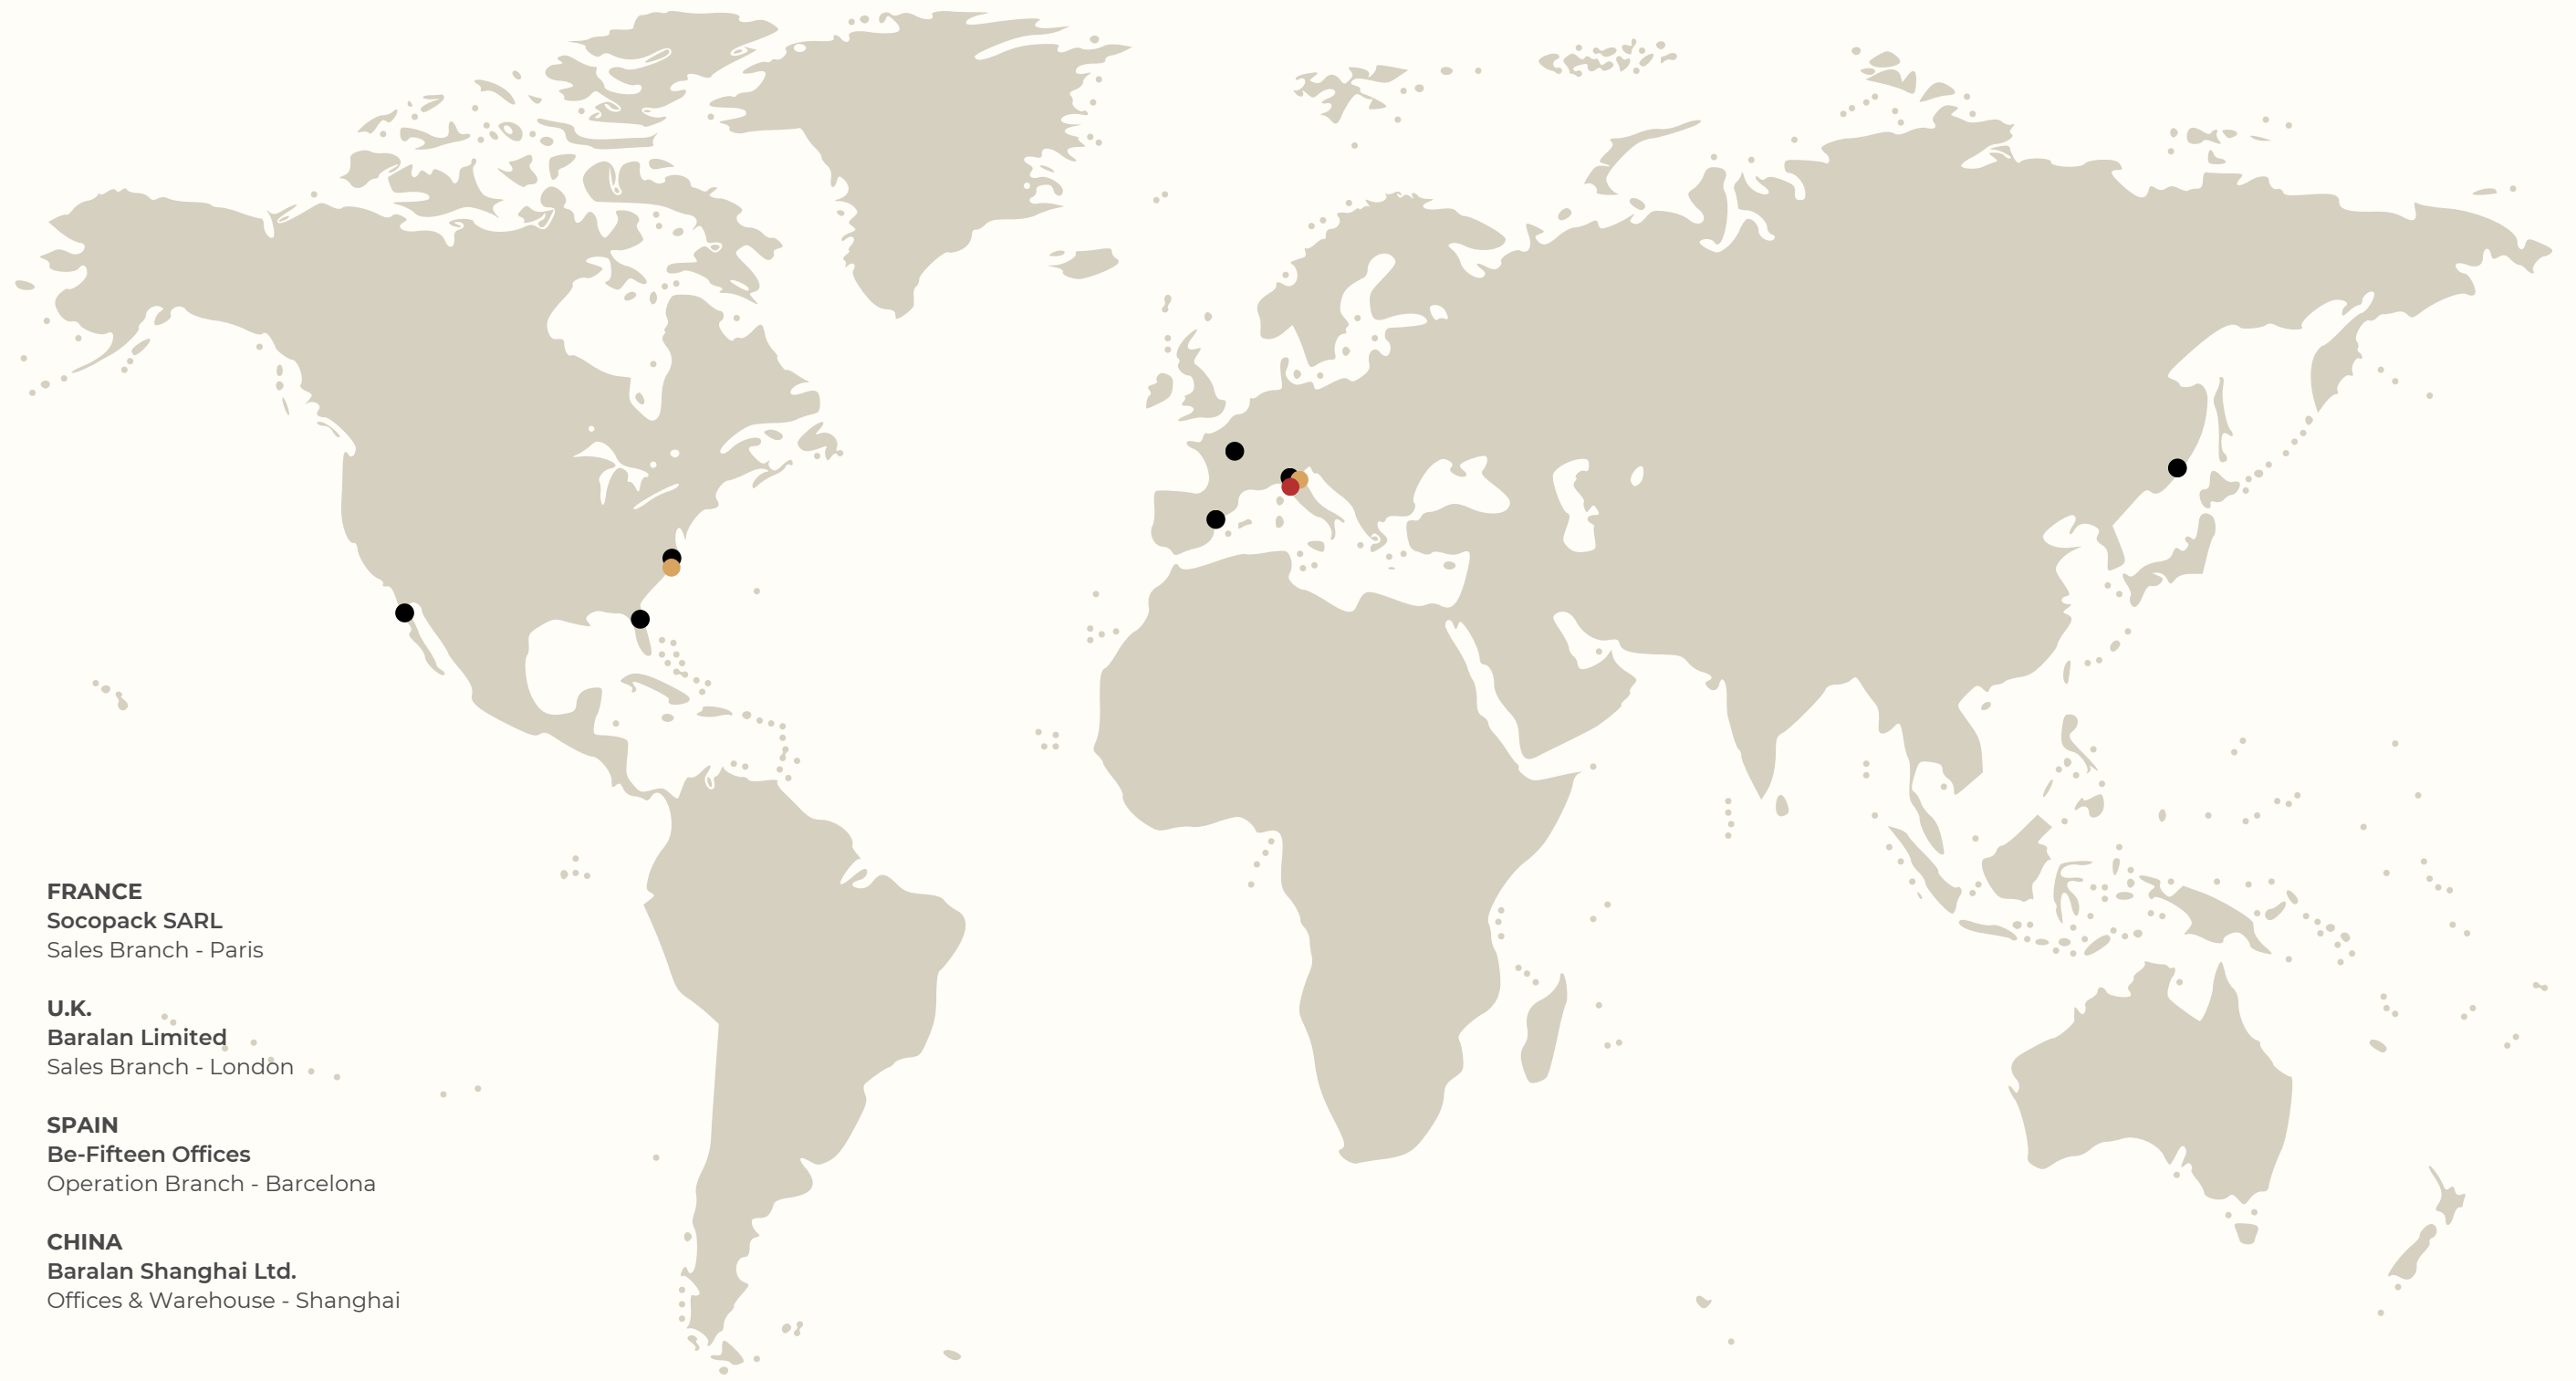 FRANCE
Socopack SARL
Sales Branch - Paris
U.K.
Baralan Limited
Sales Branch - London
SPAIN
Be-Fifteen Offices
Operation Branch - Barcelona
CHINA
Baralan Shanghai Ltd.
Offices & Warehouse - Shanghai